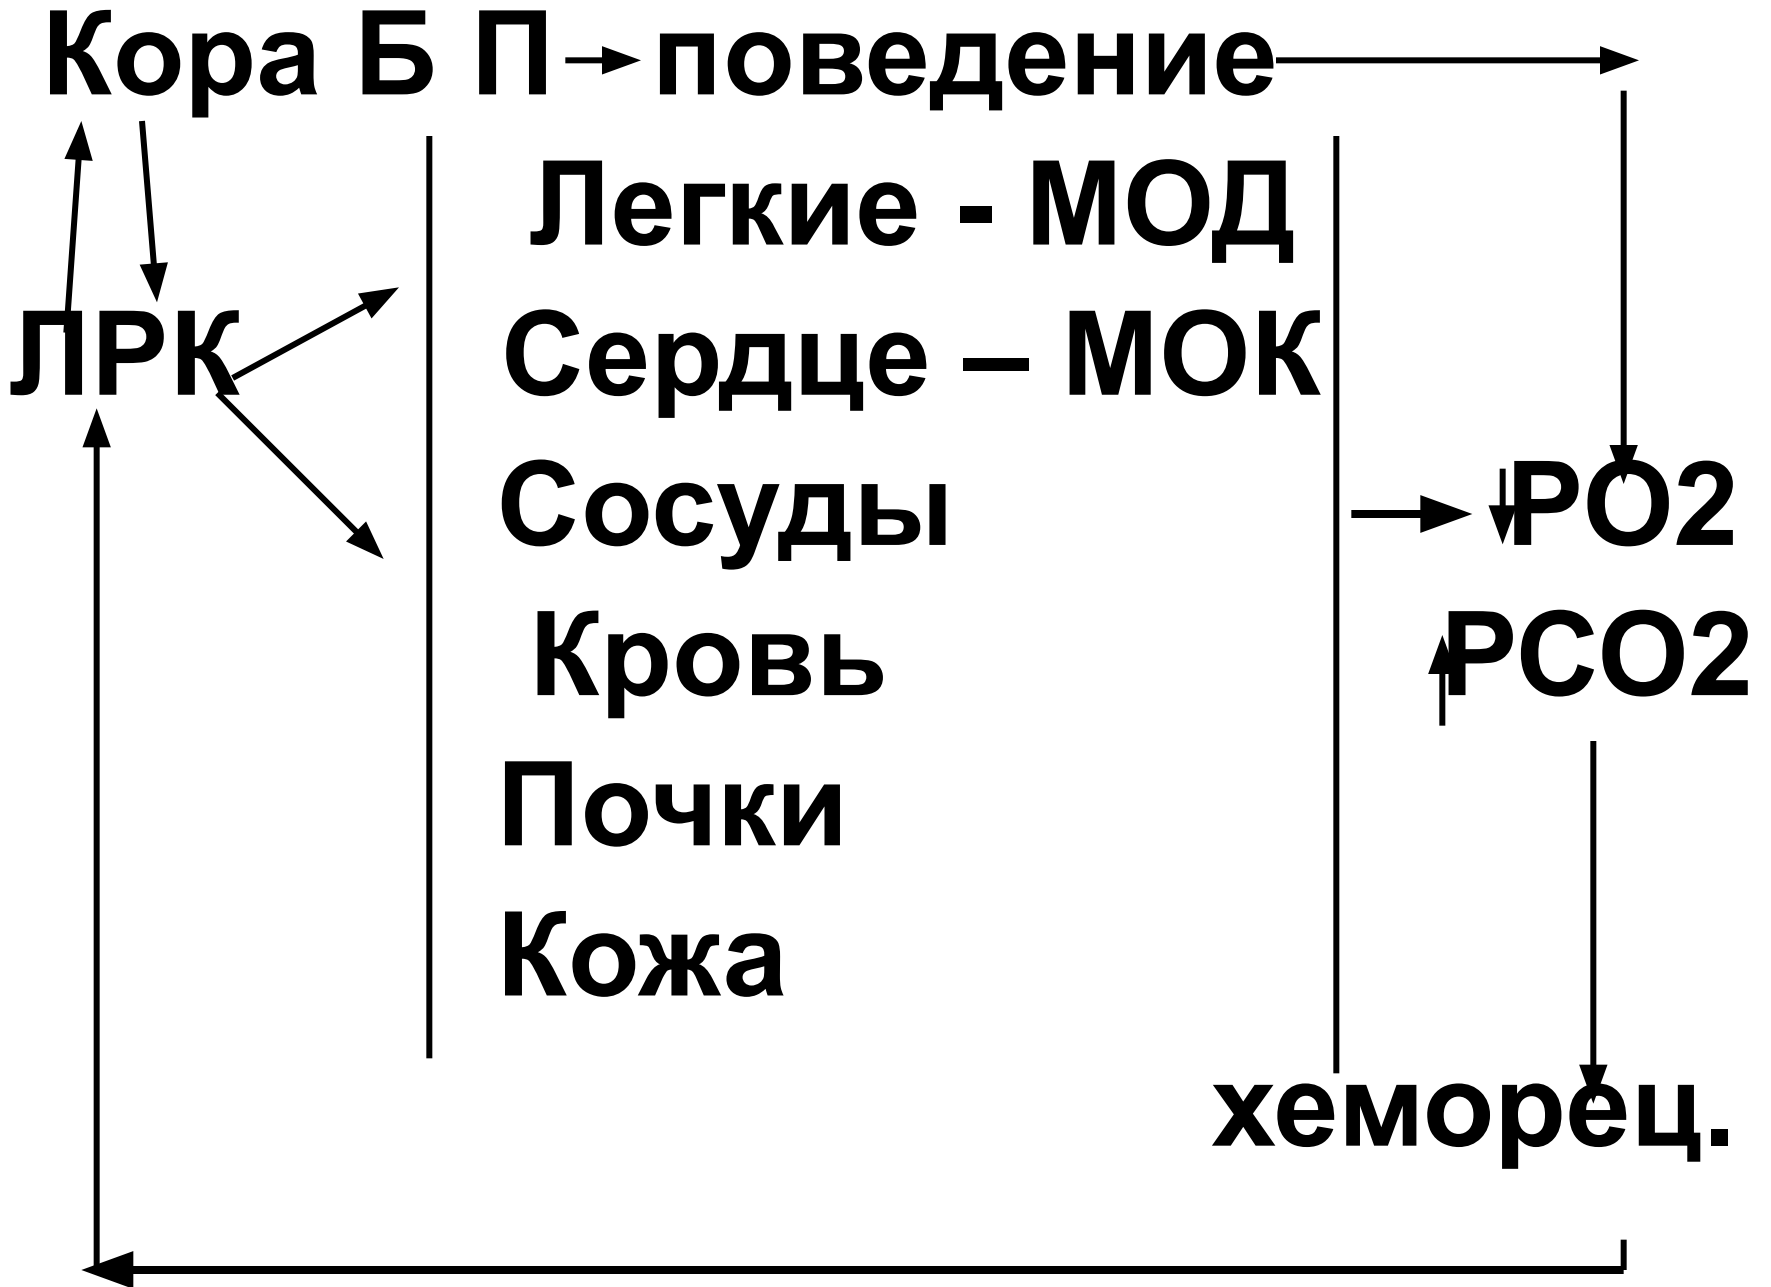 Кора Б П поведение
Легкие - МОД
ЛРК Сердце – МОК
Сосуды РО2
Кровь РСО2
Почки
Кожа
хеморец.